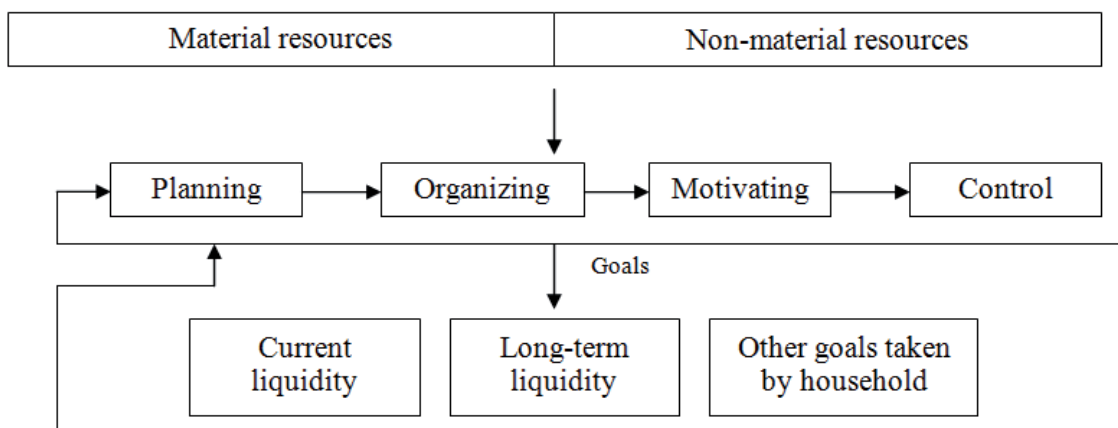 Material resources
Non-material resources
Planning
Organizing
Motivating
Control
Goals
Current
liquidity
Long-term
liquidity
Other goals taken
by household